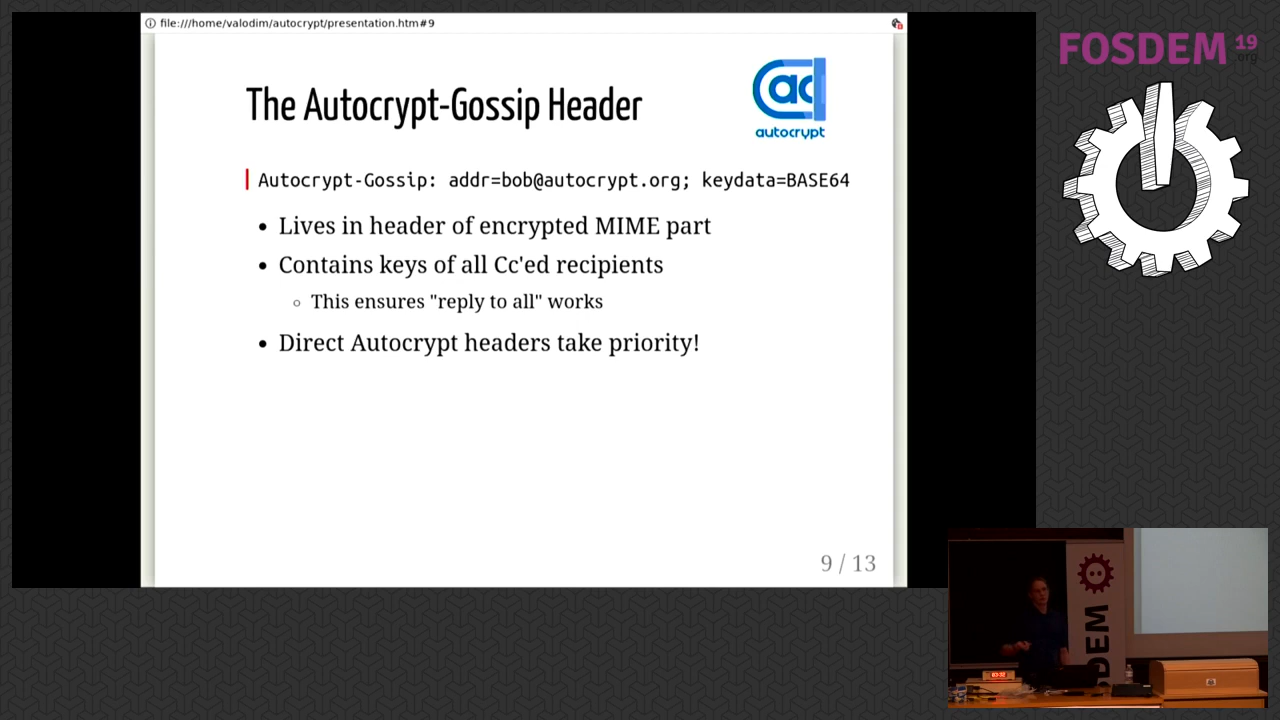 file:///home/valodim/autocrypt/presentation.htm#9
FOSDEM 19
.org
The Autocrypt-Gossip Header
autocrypt
Autocrypt-Gossip: addr=bob@autocrypt.org; keydata=BASE64
• Lives in header of encrypted MIME part
• Contains keys of all Cc'ed recipients
◦ This ensures "reply to all" works
• Direct Autocrypt headers take priority!
9 / 13
DEM